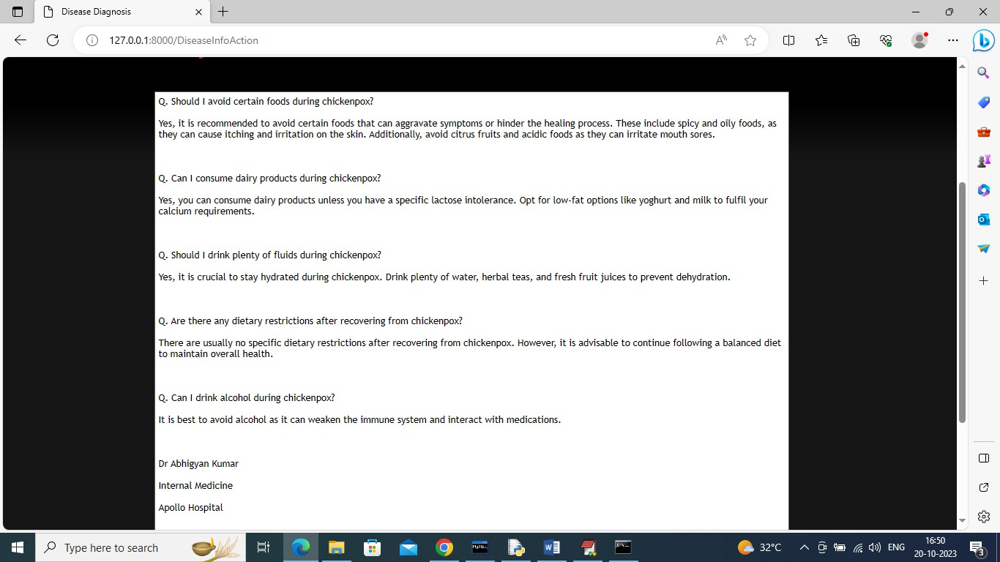 Disease Diagnosis
127.0.0.1:8000/DiseaseInfoAction
Q. Should I avoid certain foods during chickenpox?
Yes, it is recommended to avoid certain foods that can aggravate symptoms or hinder the healing process. These include spicy and oily foods, as
they can cause itching and irritation on the skin. Additionally, avoid citrus fruits and acidic foods as they can irritate mouth sores.
Q. Can I consume dairy products during chickenpox?
Yes, you can consume dairy products unless you have a specific lactose intolerance. Opt for low-fat options like yoghurt and milk to fulfil your
calcium requirements.
Q. Should I drink plenty of fluids during chickenpox?
Yes, it is crucial to stay hydrated during chickenpox. Drink plenty of water, herbal teas, and fresh fruit juices to prevent dehydration.
Q. Are there any dietary restrictions after recovering from chickenpox?
There are usually no specific dietary restrictions after recovering from chickenpox. However, it is advisable to continue following a balanced diet
to maintain overall health.
Q. Can I drink alcohol during chickenpox?
It is best to avoid alcohol as it can weaken the immune system and interact with medications.
Dr Abhigyan Kumar
Internal Medicine
Apollo Hospital
Type here to search
32°C
ENG
16:50
20-10-2023
3